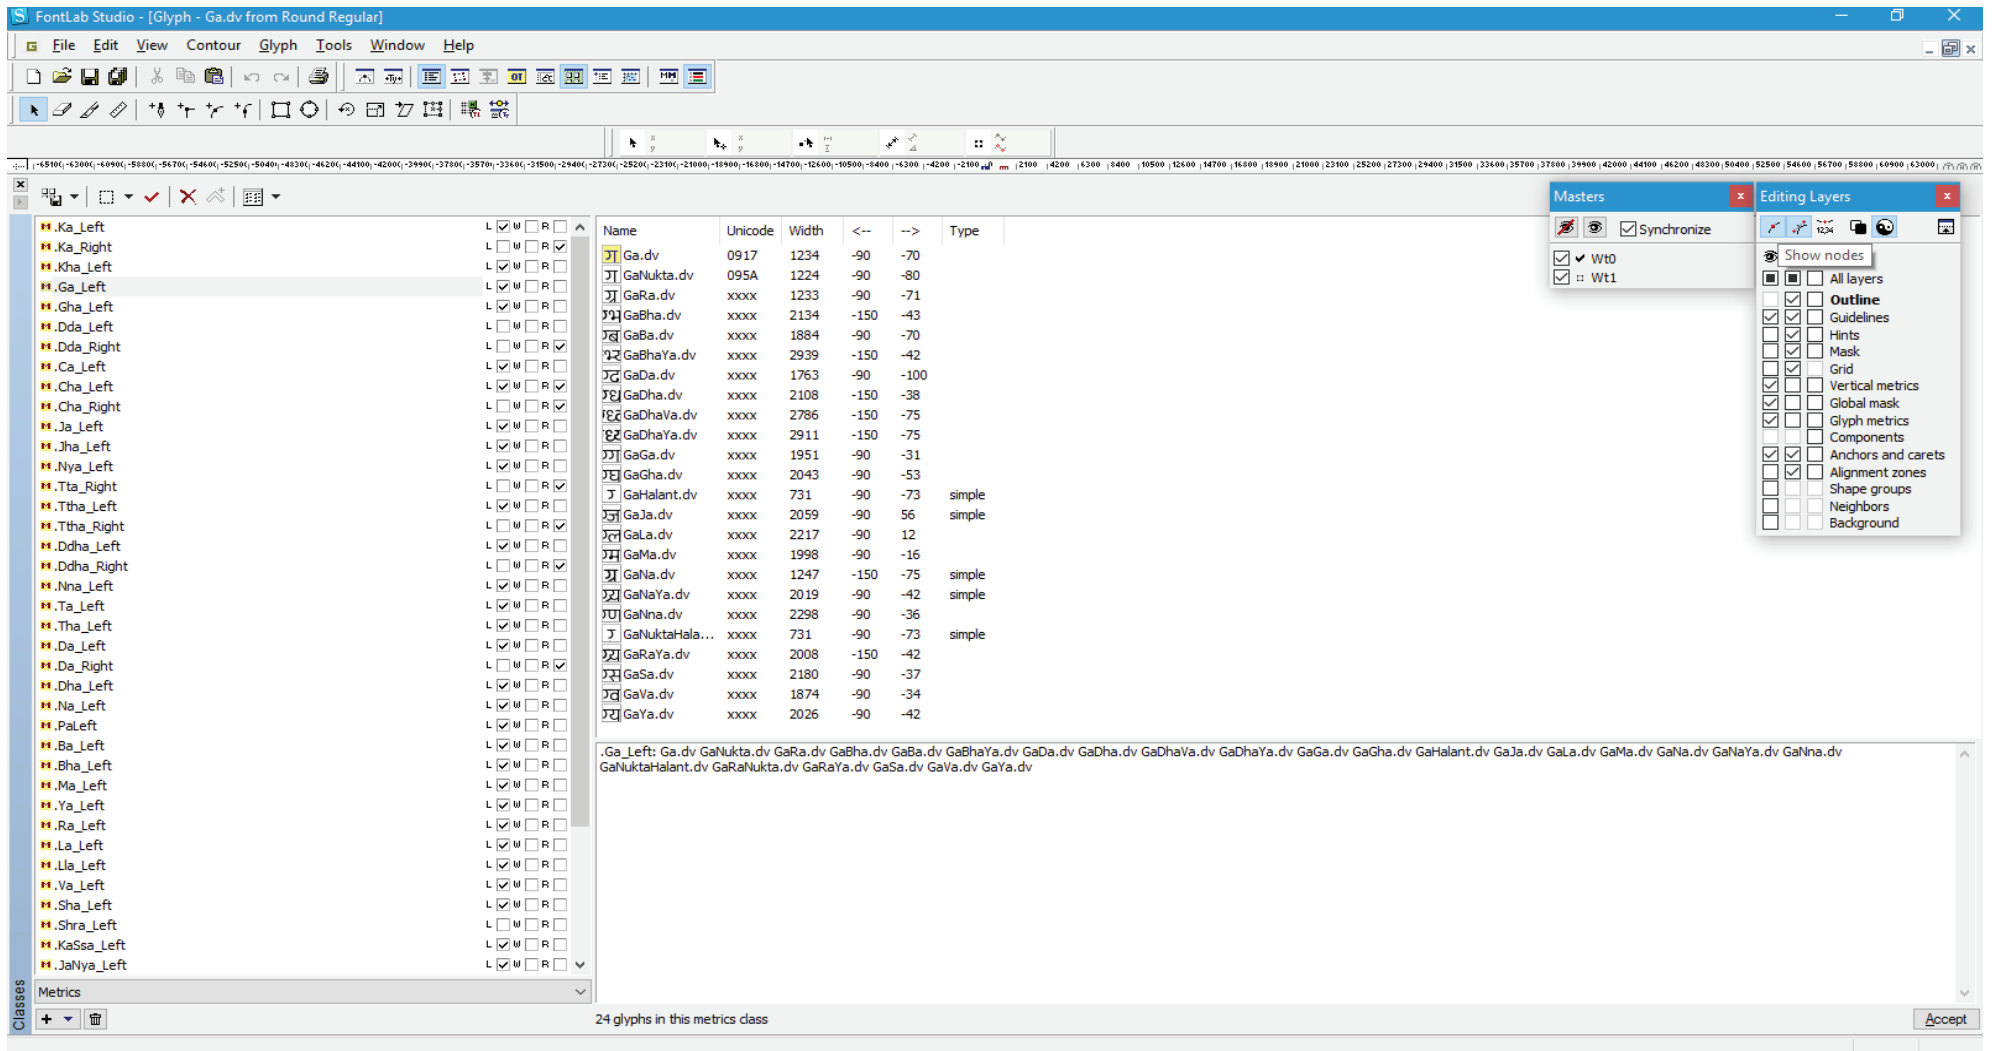 FontLab Studio - [Glyph - Ga.dv from Round Regular]
File Edit View Contour Glyph Tools Window Help
Masters
Synchronize
Wt0
Wt1
Editing Layers
Show nodes
All layers
Outline
Guidelines
Hints
Mask
Grid
Vertical metrics
Global mask
Glyph metrics
Components
Anchors and carets
Alignment zones
Shape groups
Neighbors
Background
.Ka_Left L W R
.Ka_Right L W R
.Kha_Left L W R
.Ga_Left L W R
.Gha_Left L W R
.Dda_Left L W R
.Dda_Right L W R
.Ca_Left L W R
.Cha_Left L W R
.Cha_Right L W R
.Ja_Left L W R
.Jha_Left L W R
.Nya_Left L W R
.Tta_Right L W R
.Ttha_Left L W R
.Ttha_Right L W R
.Ddha_Left L W R
.Ddha_Right L W R
.Nna_Left L W R
.Ta_Left L W R
.Tha_Left L W R
.Da_Left L W R
.Da_Right L W R
.Dha_Left L W R
.Na_Left L W R
.PaLeft L W R
.Ba_Left L W R
.Bha_Left L W R
.Ma_Left L W R
.Ya_Left L W R
.Ra_Left L W R
.La_Left L W R
.Lla_Left L W R
.Va_Left L W R
.Sha_Left L W R
.Shra_Left L W R
.KaSsa_Left L W R
.JaNya_Left L W R
Metrics
Classes
Name Unicode Width <-- --> Type
Ga.dv 0917 1234 -90 -70
GaNukta.dv 095A 1224 -90 -80
GaRa.dv xxxx 1233 -90 -71
GaBha.dv xxxx 2134 -150 -43
GaBa.dv xxxx 1884 -90 -70
GaBhaYa.dv xxxx 2939 -150 -42
GaDa.dv xxxx 1763 -90 -100
GaDha.dv xxxx 2108 -150 -38
GaDhaVa.dv xxxx 2786 -150 -75
GaDhaYa.dv xxxx 2911 -150 -75
GaGa.dv xxxx 1951 -90 -31
GaGha.dv xxxx 2043 -90 -53
GaHalant.dv xxxx 731 -90 -73 simple
GaJa.dv xxxx 2059 -90 56 simple
GaLa.dv xxxx 2217 -90 12
GaMa.dv xxxx 1998 -90 -16
GaNa.dv xxxx 1247 -150 -75 simple
GaNaYa.dv xxxx 2019 -90 -42 simple
GaNna.dv xxxx 2298 -90 -36
GaNuktaHala... xxxx 731 -90 -73 simple
GaRaYa.dv xxxx 2008 -150 -42
GaSa.dv xxxx 2180 -90 -37
GaVa.dv xxxx 1874 -90 -34
GaYa.dv xxxx 2026 -90 -42
.Ga_Left: Ga.dv GaNukta.dv GaRa.dv GaBha.dv GaBa.dv GaBhaYa.dv GaDa.dv GaDha.dv GaDhaVa.dv GaDhaYa.dv GaGa.dv GaGha.dv GaHalant.dv GaJa.dv GaLa.dv GaMa.dv GaNa.dv GaNaYa.dv GaNna.dv
GaNuktaHalant.dv GaRaNukta.dv GaRaYa.dv GaSa.dv GaVa.dv GaYa.dv
24 glyphs in this metrics class
Accept